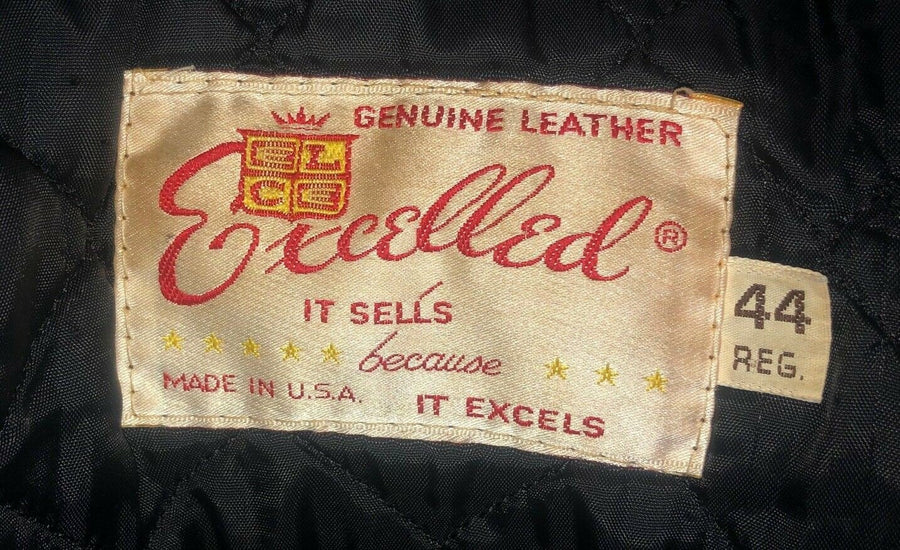 GENUINE LEATHER
E L
C E
Excelled ®
IT SELLS
because
MADE IN U.S.A.
IT EXCELS
44
REG.